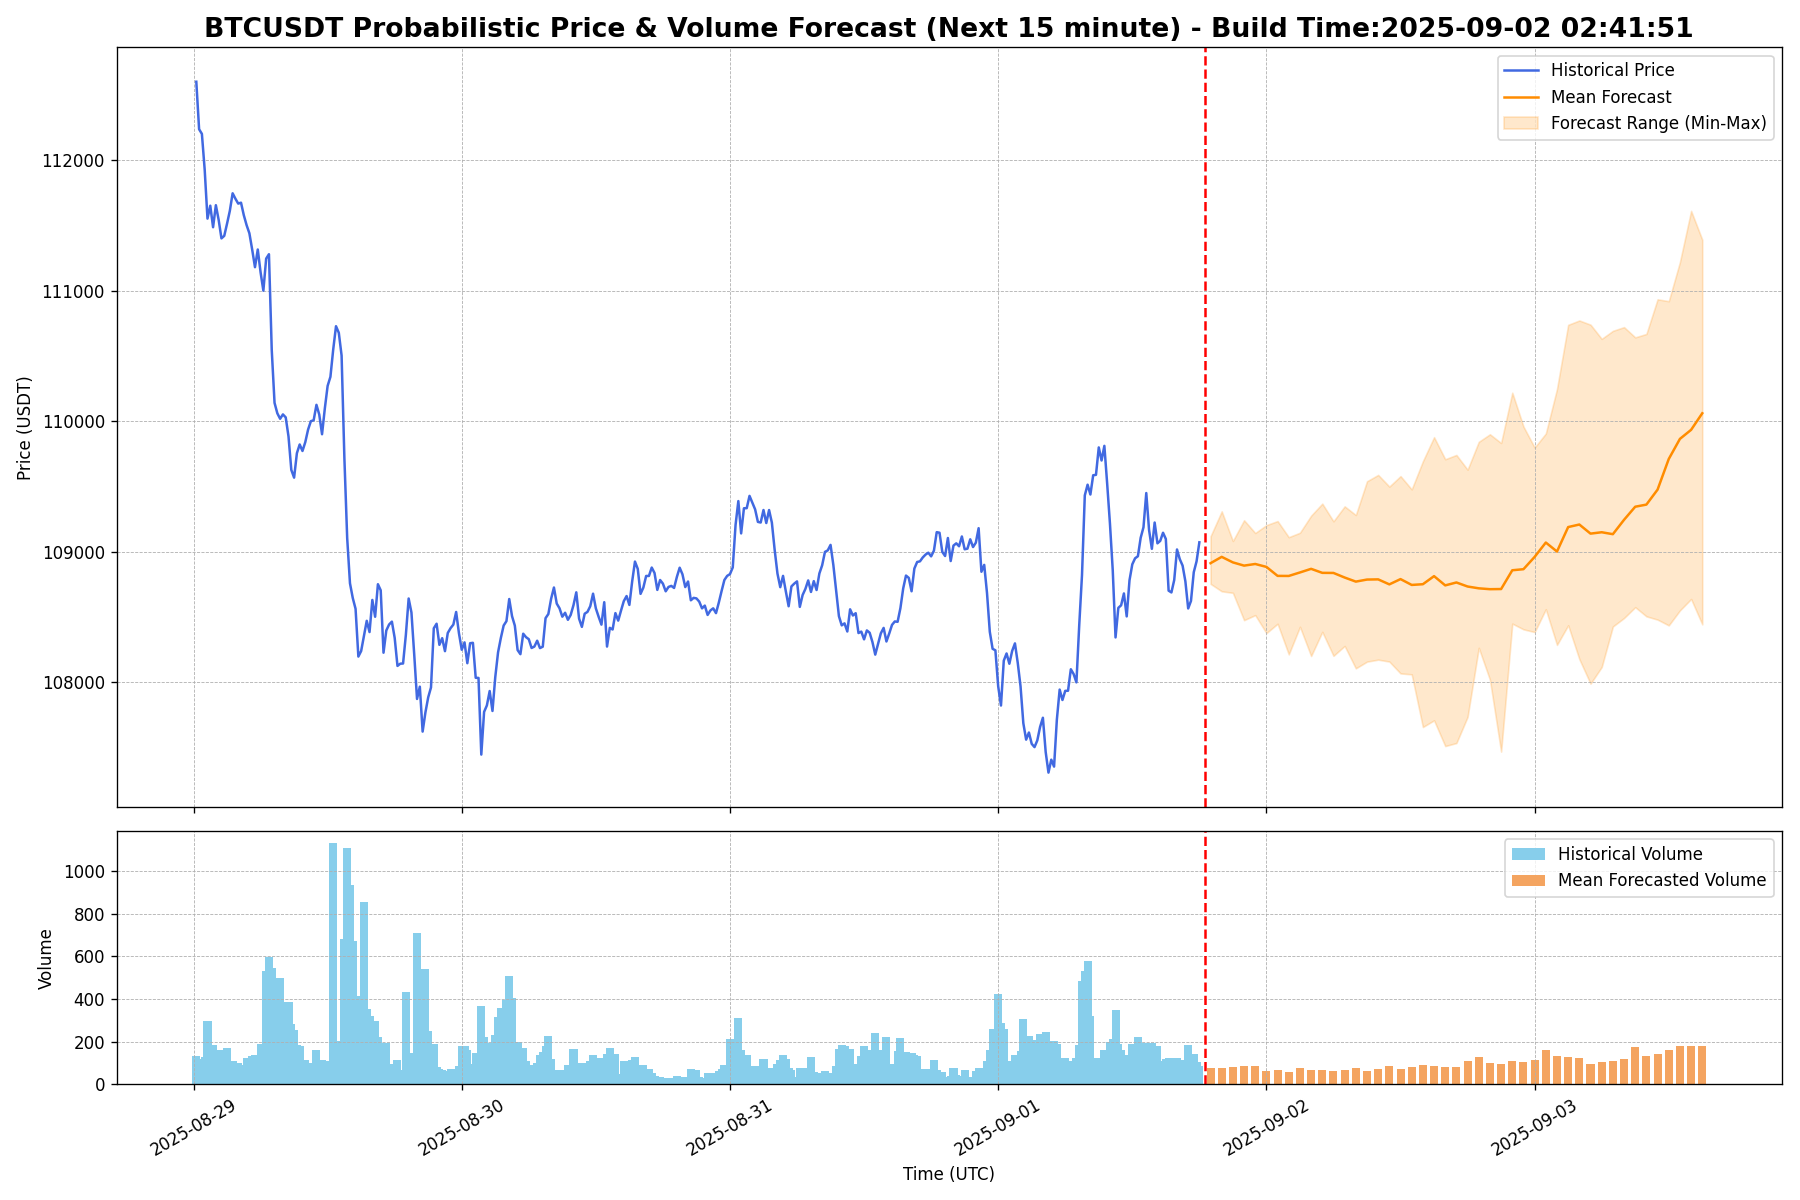 BTCUSDT Probabilistic Price & Volume Forecast (Next 15 minute) - Build Time:2025-09-02 02:41:51
Historical Price
Mean Forecast
Forecast Range (Min-Max)
112000
111000
110000
109000
108000
Price (USDT)
Historical Volume
Mean Forecasted Volume
1000
800
600
400
200
0
Volume
2025-08-29
2025-08-30
2025-08-31
2025-09-01
2025-09-02
2025-09-03
Time (UTC)